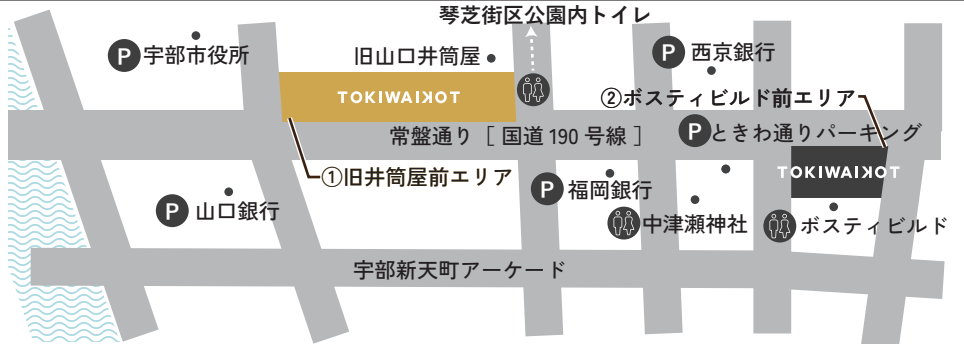 琴芝街区公園内トイレ
P 宇部市役所
旧山口井筒屋
P 西京銀行
TOKIWAIKOT
②ボスティビルド前エリア
常盤通り［国道190号線］
P ときわ通りパーキング
①旧井筒屋前エリア
TOKIWAIKOT
P 福岡銀行
P 山口銀行
中津瀬神社
ボスティビルド
宇部新天町アーケード